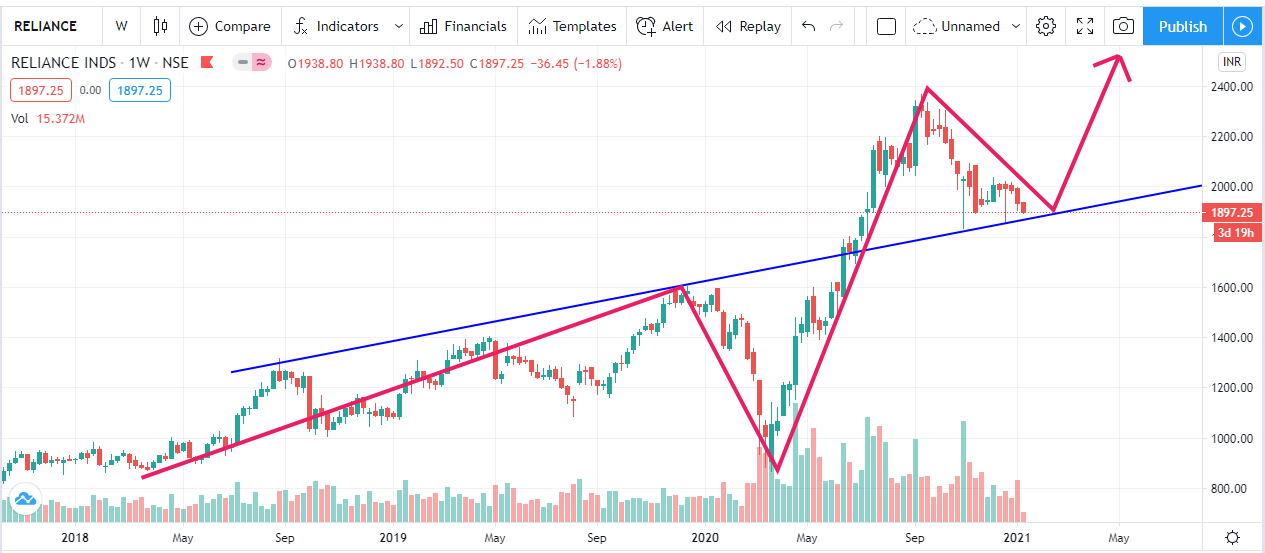 RELIANCE W Compare Indicators Financials Templates Alert Replay Unnamed Publish
RELIANCE INDS · 1W · NSE O1938.80 H1938.80 L1892.50 C1897.25 −36.45 (−1.88%) INR
1897.25 0.00 1897.25
Vol 15.372M
2400.00
2200.00
2000.00
1897.25
3d 19h
1600.00
1400.00
1200.00
1000.00
800.00
2018 May Sep 2019 May Sep 2020 May Sep 2021 May